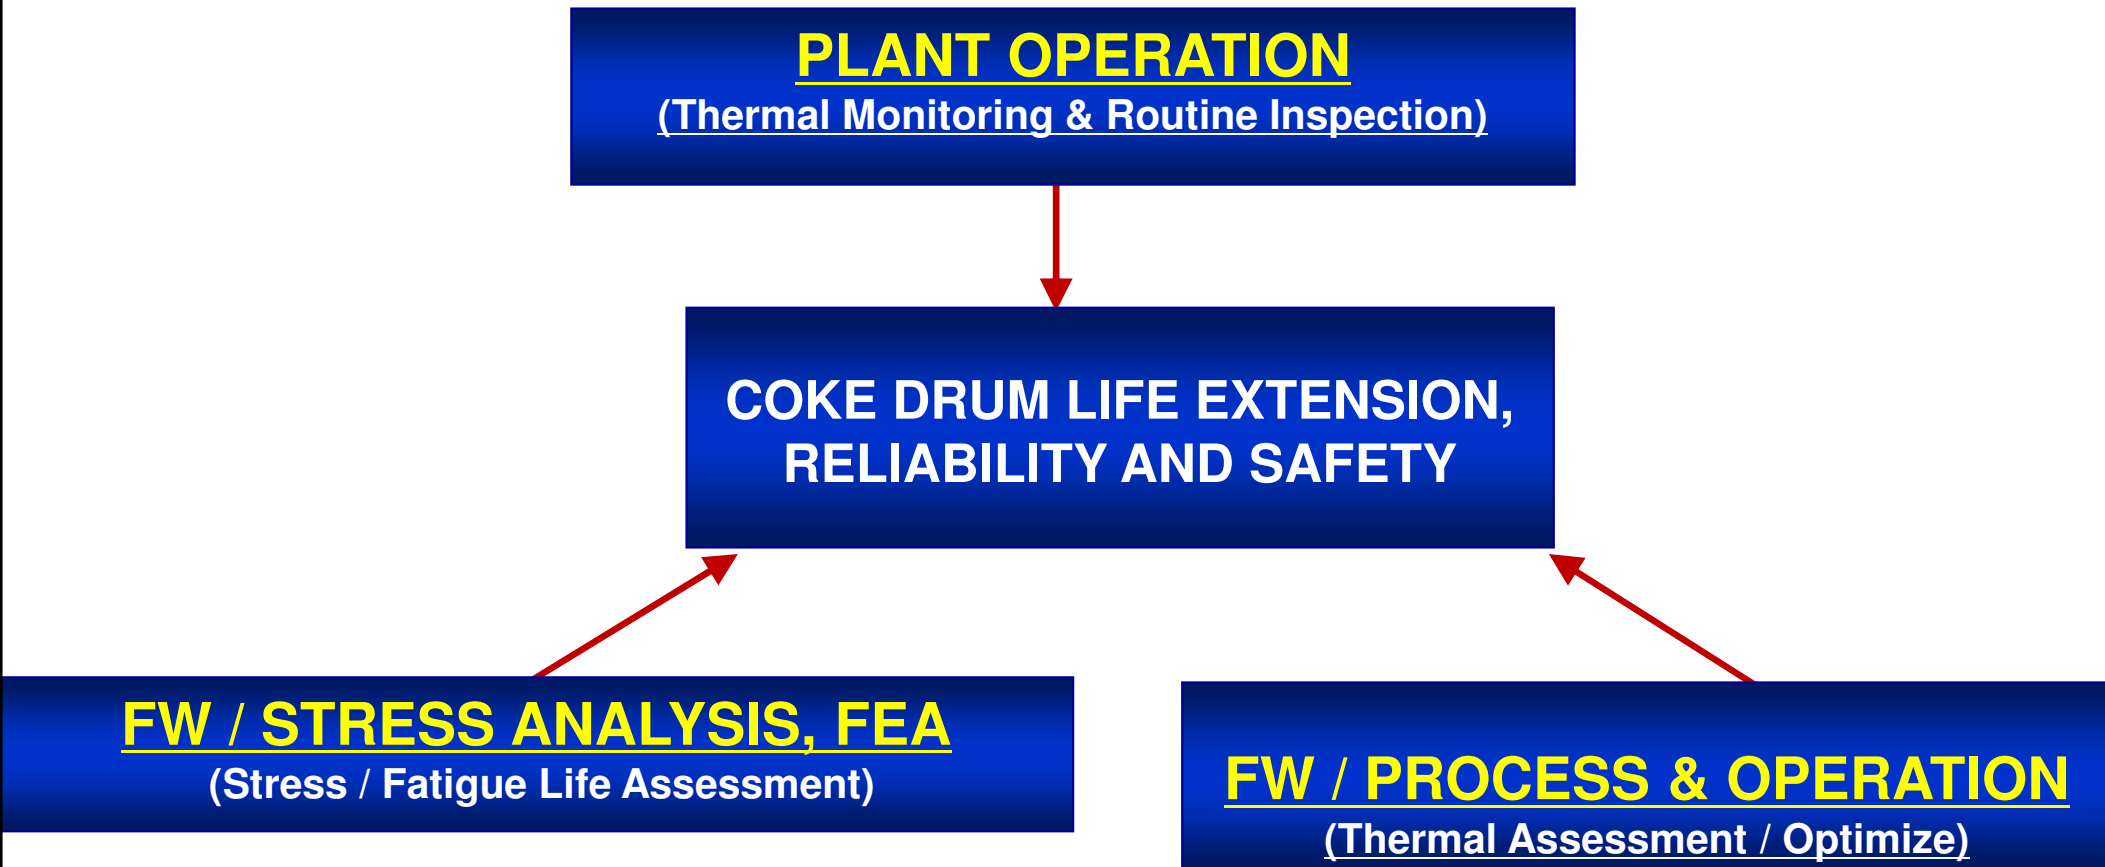 PLANT OPERATION
(Thermal Monitoring & Routine Inspection)
COKE DRUM LIFE EXTENSION,
RELIABILITY AND SAFETY
FW / STRESS ANALYSIS, FEA
(Stress / Fatigue Life Assessment)
FW / PROCESS & OPERATION
(Thermal Assessment / Optimize)